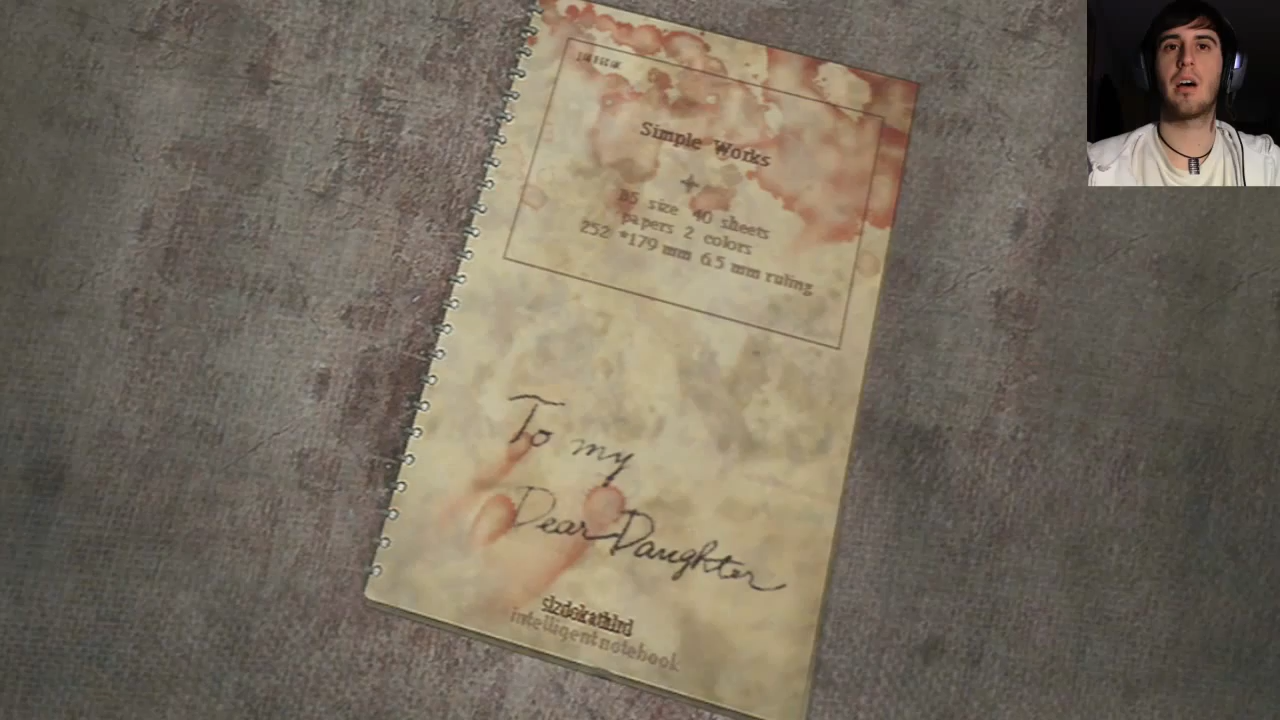 Simple Works
B5 size 40 sheets
papers 2 colors
252 *179 mm 6.5 mm ruling
To my
Dear Daughter
intelligent notebook